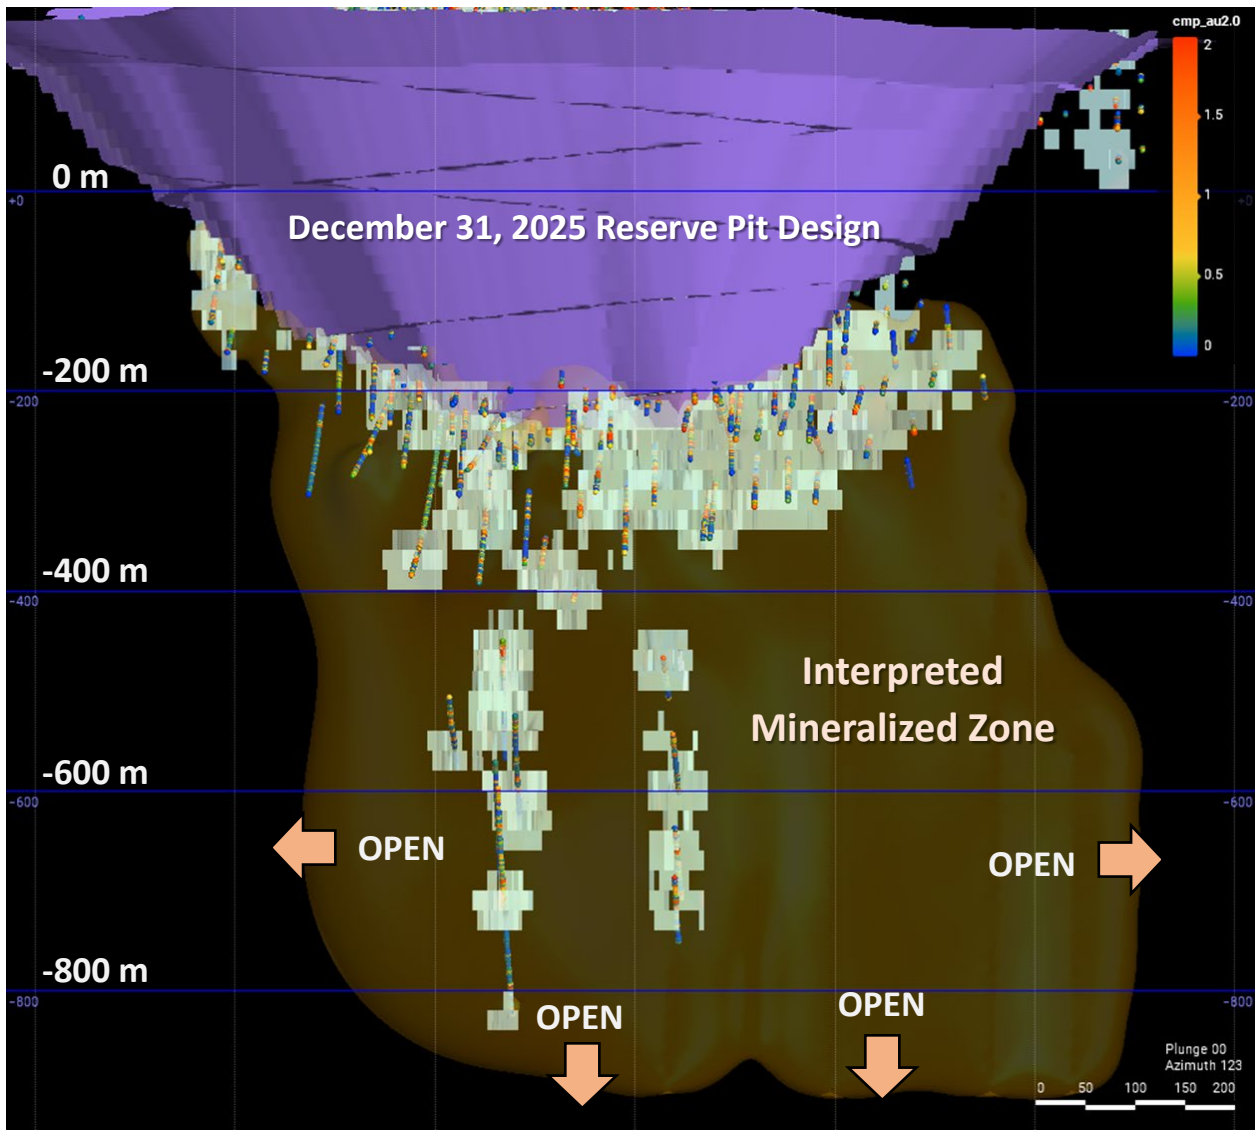 cmp_au2.0
2
1.5
1
0.5
0
0 m
+0
+0
December 31, 2025 Reserve Pit Design
-200 m
-200
-200
-400 m
-400
-400
Interpreted
Mineralized Zone
-600 m
-600
-600
OPEN
OPEN
-800 m
-800
-800
OPEN
OPEN
Plunge 00
Azimuth 123
0 50 100 150 200